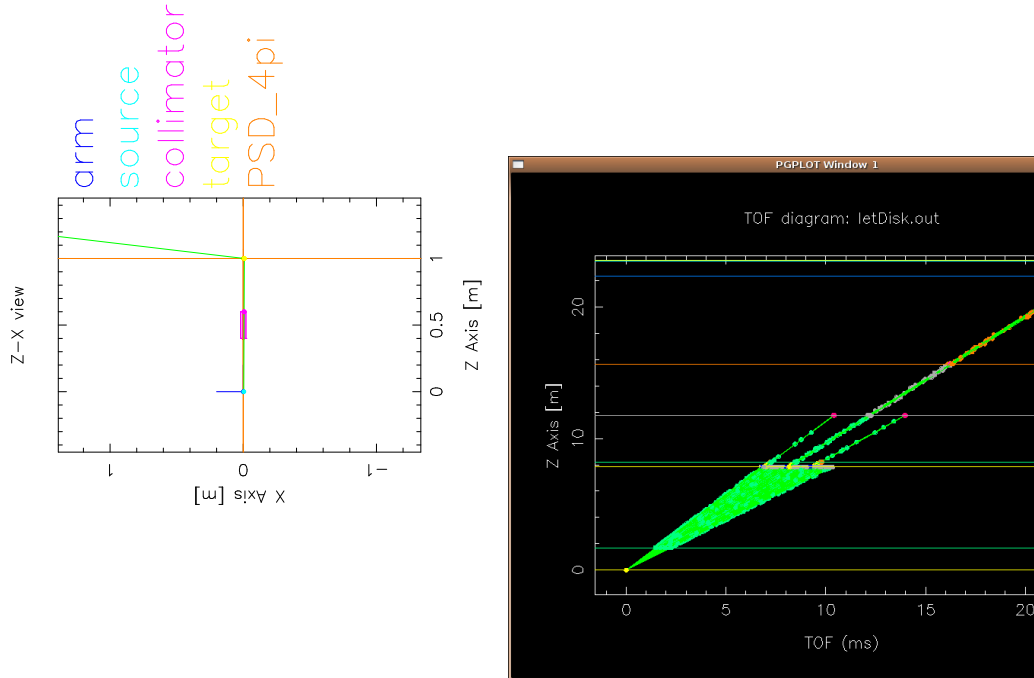 arm
source
collimator
target
PSD_4pi
Z-X view
1
0
-1
X Axis [m]
0
0.5
1
Z Axis [m]
PGPLOT Window 1
TOF diagram: letDisk.out
20
10
0
Z Axis [m]
0
5
10
15
20
TOF (ms)